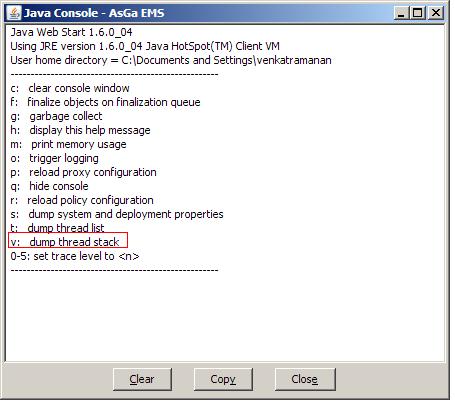 Java Console - AsGa EMS
Java Web Start 1.6.0_04
Using JRE version 1.6.0_04 Java HotSpot(TM) Client VM
User home directory = C:\Documents and Settings\venkatramanan
----------------------------------------------------
c:   clear console window
f:   finalize objects on finalization queue
g:   garbage collect
h:   display this help message
m:   print memory usage
o:   trigger logging
p:   reload proxy configuration
q:   hide console
r:   reload policy configuration
s:   dump system and deployment properties
t:   dump thread list
v:   dump thread stack
0-5: set trace level to <n>
----------------------------------------------------
Clear Copy Close